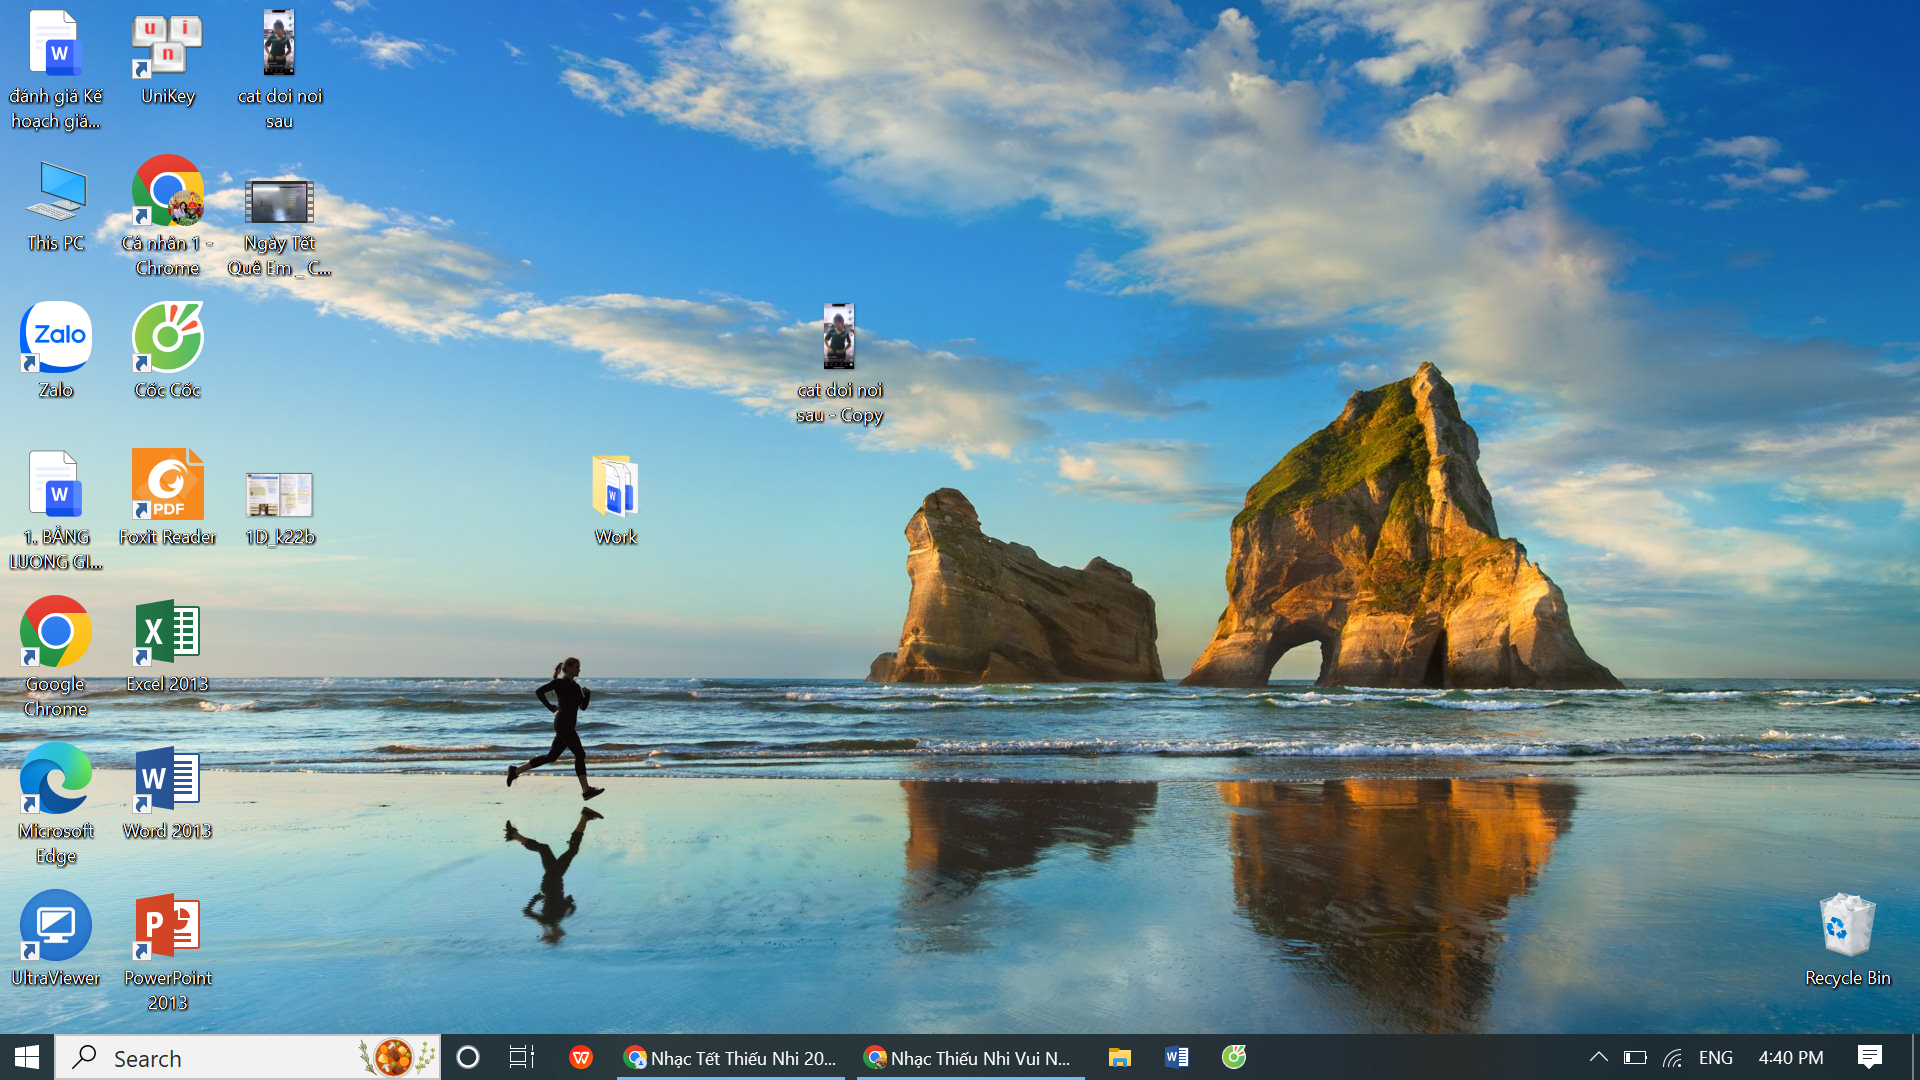 đánh giá Kế
hoạch giá...
UniKey
cat doi noi
sau
This PC
Cá nhân 1 -
Chrome
Ngày Tết
Quê Em _ C...
Zalo
Zalo
Cốc Cốc
cat doi noi
sau - Copy
1. BẢNG
LUONG GI...
PDF
Foxit Reader
1D_k22b
Work
Google
Chrome
Excel 2013
Microsoft
Edge
Word 2013
UltraViewer
PowerPoint
2013
Recycle Bin
Search
Nhạc Tết Thiếu Nhi 20...
Nhạc Thiếu Nhi Vui N...
ENG
4:40 PM